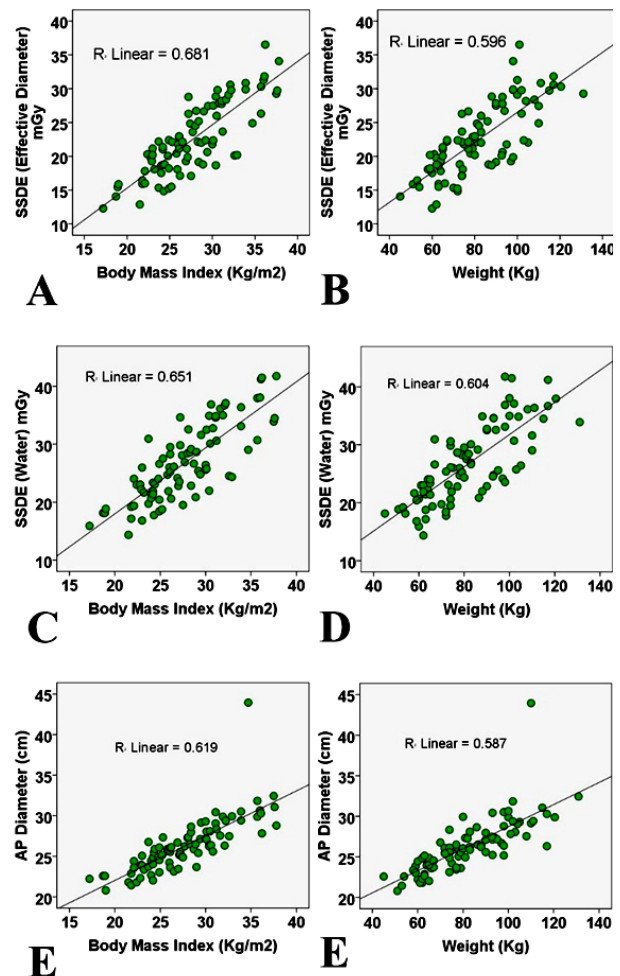 SSDE (Effective Diameter)
mGy
40
35
30
25
20
15
10
R. Linear = 0.681
15 20 25 30 35 40
Body Mass Index (Kg/m2)
A
SSDE (Effective Diameter)
mGy
40
35
30
25
20
15
10
R. Linear = 0.596
40 60 80 100 120 140
Weight (Kg)
B
SSDE (Water) mGy
40
30
20
10
R. Linear = 0.651
15 20 25 30 35 40
Body Mass Index (Kg/m2)
C
SSDE (Water) mGy
40
30
20
10
R. Linear = 0.604
40 60 80 100 120 140
Weight (Kg)
D
AP Diameter (cm)
45
40
35
30
25
20
R. Linear = 0.619
15 20 25 30 35 40
Body Mass Index (Kg/m2)
E
AP Diameter (cm)
45
40
35
30
25
20
R. Linear = 0.587
40 60 80 100 120 140
Weight (Kg)
E